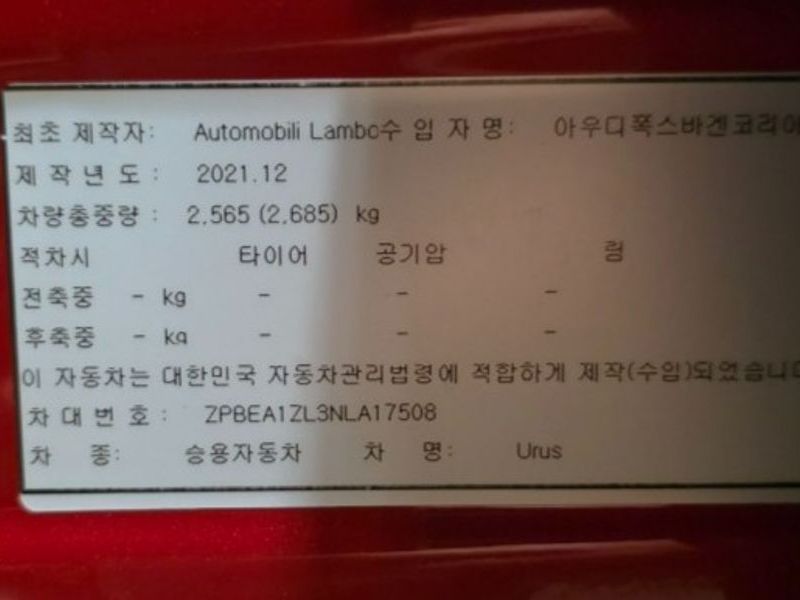 최초 제작자: Automobili Lambo수 입 자 명: 아우디폭스바겐코리아
제 작 년 도 : 2021.12
차량총중량 : 2,565 (2,685) kg
적차시 타이어 공기압 림
전축중 - kg - - -
후축중 - kg - - -
이 자동차는 대한민국 자동차관리법령에 적합하게 제작(수입)되었습니다
차 대 번 호 : ZPBEA1ZL3NLA17508
차 종: 승용자동차 차 명: Urus